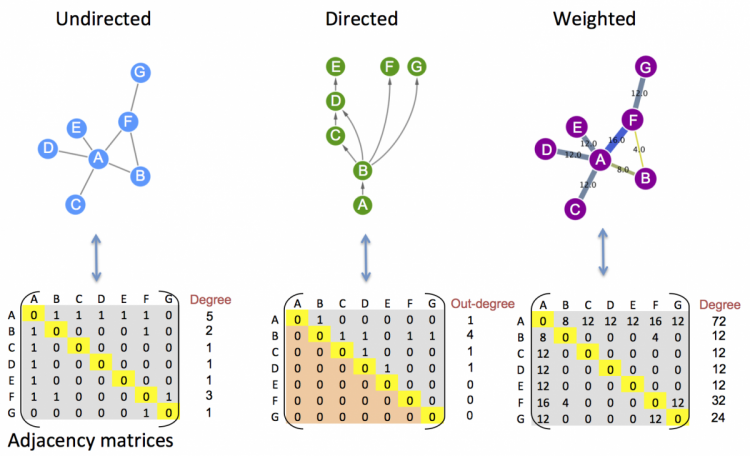 Undirected
Directed
Weighted
G
F
E
D
A
B
C
E
F
G
D
C
B
A
G
12.0
F
E
12.0
16.0
4.0
D
12.0
A
8.0
B
12.0
C
A B C D E F G Degree
A 0 1 1 1 1 1 0 5
B 1 0 0 0 0 1 0 2
C 1 0 0 0 0 0 0 1
D 1 0 0 0 0 0 0 1
E 1 0 0 0 0 0 0 1
F 1 1 0 0 0 0 1 3
G 0 0 0 0 0 1 0 1
A B C D E F G Out-degree
A 0 1 0 0 0 0 0 1
B 0 0 1 1 0 1 1 4
C 0 0 0 1 0 0 0 1
D 0 0 0 0 1 0 0 1
E 0 0 0 0 0 0 0 0
F 0 0 0 0 0 0 0 0
G 0 0 0 0 0 0 0 0
A B C D E F G Degree
A 0 8 12 12 12 16 12 72
B 8 0 0 0 0 4 0 12
C 12 0 0 0 0 0 0 12
D 12 0 0 0 0 0 0 12
E 12 0 0 0 0 0 0 12
F 16 4 0 0 0 0 12 32
G 12 0 0 0 0 12 0 24
Adjacency matrices